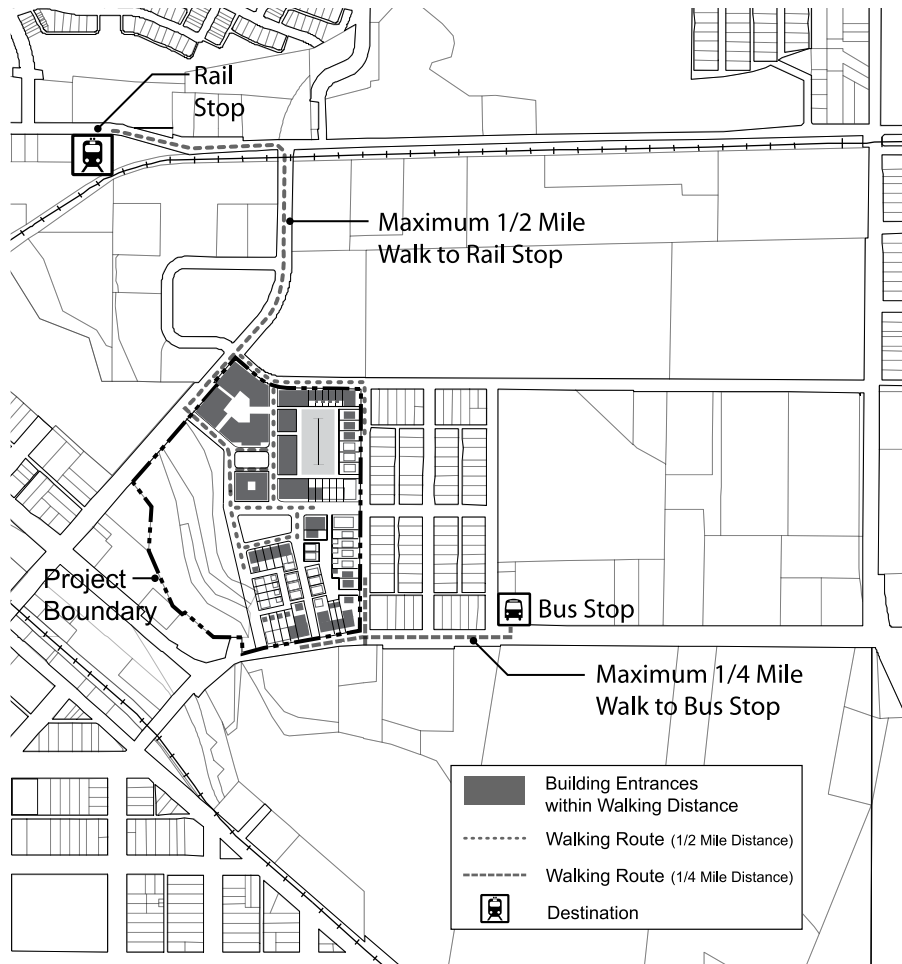 Rail
Stop
Maximum 1/2 Mile
Walk to Rail Stop
Project
Boundary
Bus Stop
Maximum 1/4 Mile
Walk to Bus Stop
Building Entrances
within Walking Distance
Walking Route (1/2 Mile Distance)
Walking Route (1/4 Mile Distance)
Destination